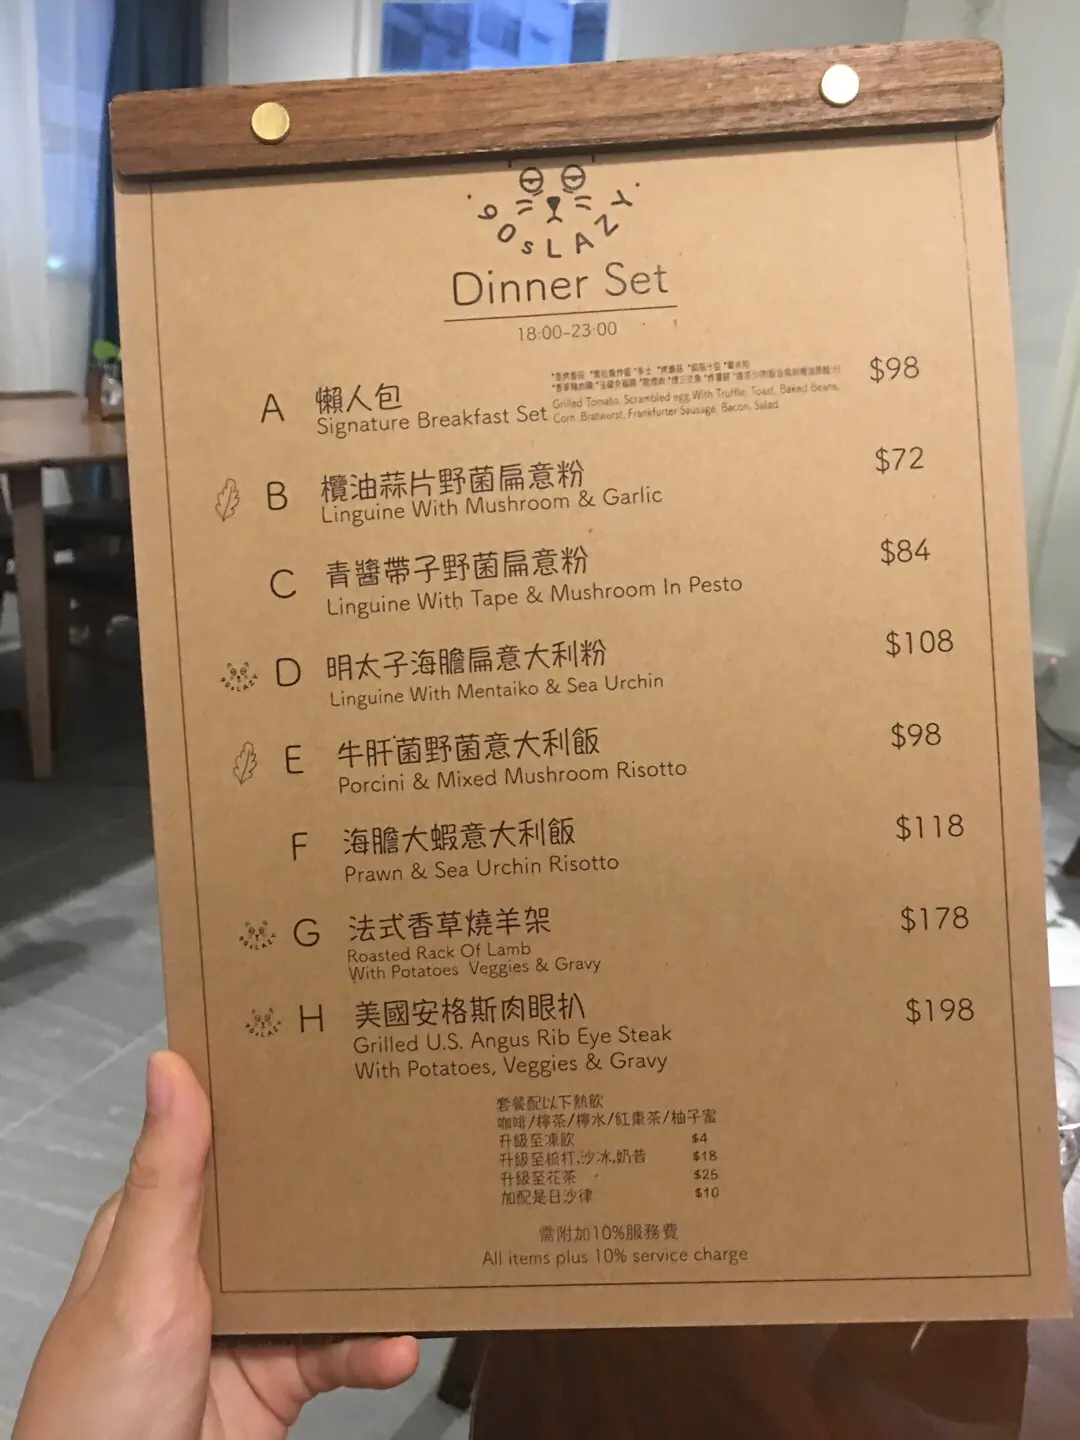 90sLAZY
Dinner Set
18:00-23:00
A 懶人包 $98
Signature Breakfast Set
Grilled Tomato, Scrambled egg With Truffle, Toast, Baked Beans,
Corn, Bratwurst, Frankfurter Sausage, Bacon, Salad
B 欖油蒜片野菌扁意粉 $72
Linguine With Mushroom & Garlic
C 青醬帶子野菌扁意粉 $84
Linguine With Tape & Mushroom In Pesto
90sLAZY
D 明太子海膽扁意大利粉 $108
Linguine With Mentaiko & Sea Urchin
E 牛肝菌野菌意大利飯 $98
Porcini & Mixed Mushroom Risotto
F 海膽大蝦意大利飯 $118
Prawn & Sea Urchin Risotto
90sLAZY
G 法式香草燒羊架 $178
Roasted Rack Of Lamb
With Potatoes Veggies & Gravy
90sLAZY
H 美國安格斯肉眼扒 $198
Grilled U.S. Angus Rib Eye Steak
With Potatoes, Veggies & Gravy
套餐配以下熱飲
咖啡/檸茶/檸水/紅棗茶/柚子蜜
升級至凍飲 $4
升級至梳打,沙冰,奶昔 $18
升級至花茶 $25
加配是日沙律 $10
需附加10%服務費
All items plus 10% service charge